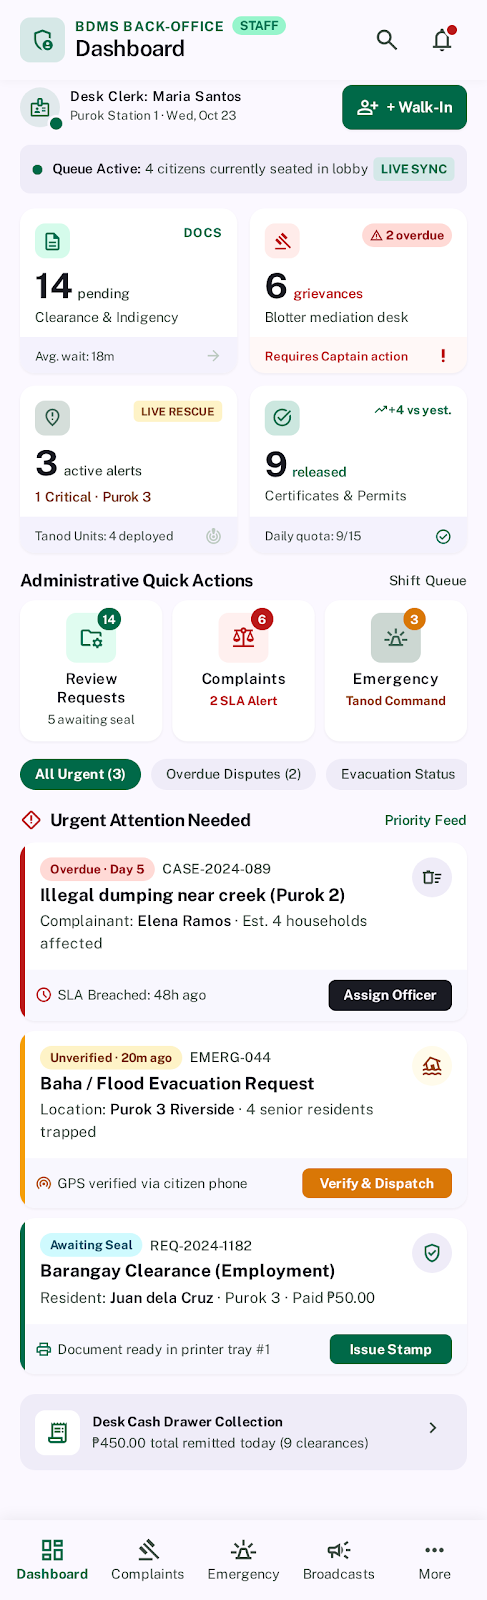 BDMS BACK-OFFICE STAFF
Dashboard
Desk Clerk: Maria Santos
Purok Station 1 · Wed, Oct 23
+ Walk-In
Queue Active: 4 citizens currently seated in lobby LIVE SYNC
DOCS
14 pending
Clearance & Indigency
Avg. wait: 18m
2 overdue
6 grievances
Blotter mediation desk
Requires Captain action
LIVE RESCUE
3 active alerts
1 Critical · Purok 3
Tanod Units: 4 deployed
+4 vs yest.
9 released
Certificates & Permits
Daily quota: 9/15
Administrative Quick Actions
Shift Queue
14
Review
Requests
5 awaiting seal
6
Complaints
2 SLA Alert
3
Emergency
Tanod Command
All Urgent (3)
Overdue Disputes (2)
Evacuation Status
Urgent Attention Needed
Priority Feed
Overdue · Day 5 CASE-2024-089
Illegal dumping near creek (Purok 2)
Complainant: Elena Ramos · Est. 4 households
affected
SLA Breached: 48h ago
Assign Officer
Unverified · 20m ago EMERG-044
Baha / Flood Evacuation Request
Location: Purok 3 Riverside · 4 senior residents
trapped
GPS verified via citizen phone
Verify & Dispatch
Awaiting Seal REQ-2024-1182
Barangay Clearance (Employment)
Resident: Juan dela Cruz · Purok 3 · Paid ₱50.00
Document ready in printer tray #1
Issue Stamp
Desk Cash Drawer Collection
₱450.00 total remitted today (9 clearances)
Dashboard
Complaints
Emergency
Broadcasts
More